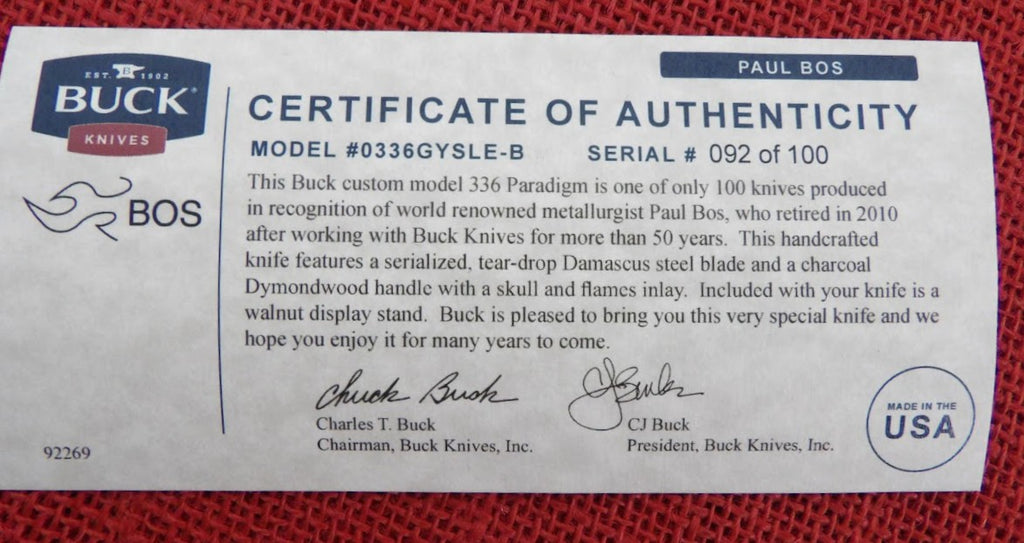 EST. B 1902
BUCK®
KNIVES
BOS
92269
PAUL BOS
CERTIFICATE OF AUTHENTICITY
MODEL #0336GYSLE-B SERIAL # 092 of 100
This Buck custom model 336 Paradigm is one of only 100 knives produced
in recognition of world renowned metallurgist Paul Bos, who retired in 2010
after working with Buck Knives for more than 50 years. This handcrafted
knife features a serialized, tear-drop Damascus steel blade and a charcoal
Dymondwood handle with a skull and flames inlay. Included with your knife is a
walnut display stand. Buck is pleased to bring you this very special knife and we
hope you enjoy it for many years to come.
Chuck Buck CJ Buck
Charles T. Buck CJ Buck
Chairman, Buck Knives, Inc. President, Buck Knives, Inc.
MADE IN THE
USA